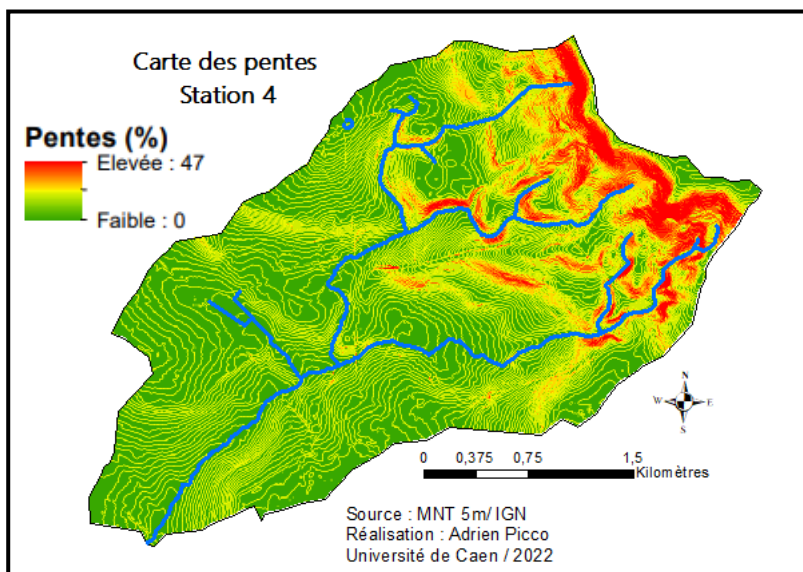 Carte des pentes
Station 4
Pentes (%)
Elevée : 47
Faible : 0
N
W E
S
0 0,375 0,75 1,5
Kilomètres
Source : MNT 5m/ IGN
Réalisation : Adrien Picco
Université de Caen / 2022